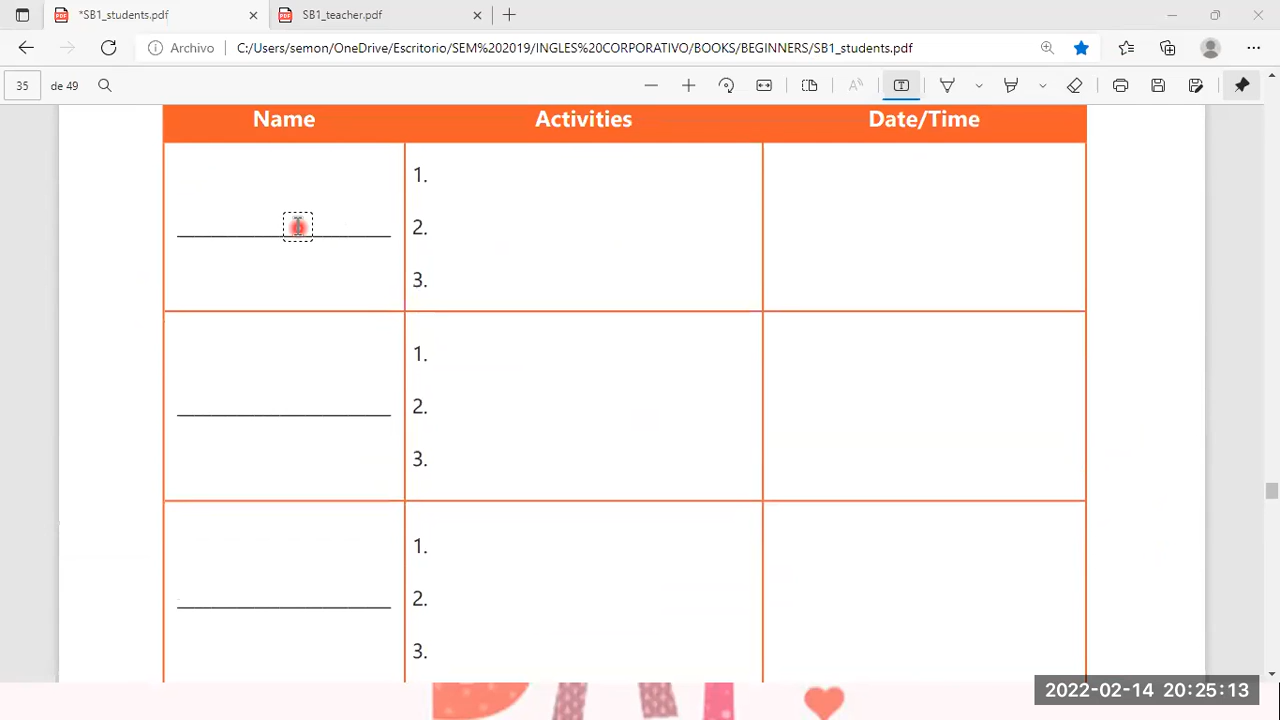 *SB1_students.pdf
SB1_teacher.pdf
Archivo
C:/Users/semon/OneDrive/Escritorio/SEM%202019/INGLES%20CORPORATIVO/BOOKS/BEGINNERS/SB1_students.pdf
35 de 49
Name Activities Date/Time
1.
2.
3.
1.
2.
3.
1.
2.
3.
2022-02-14 20:25:13